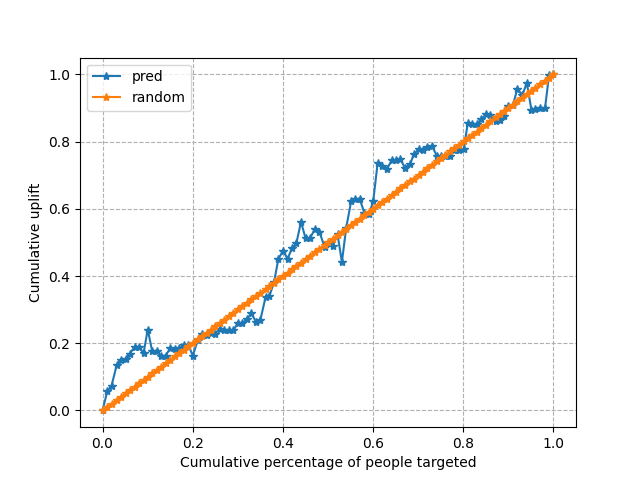 pred
random
1.0
0.8
0.6
0.4
0.2
0.0
Cumulative uplift
0.0 0.2 0.4 0.6 0.8 1.0
Cumulative percentage of people targeted